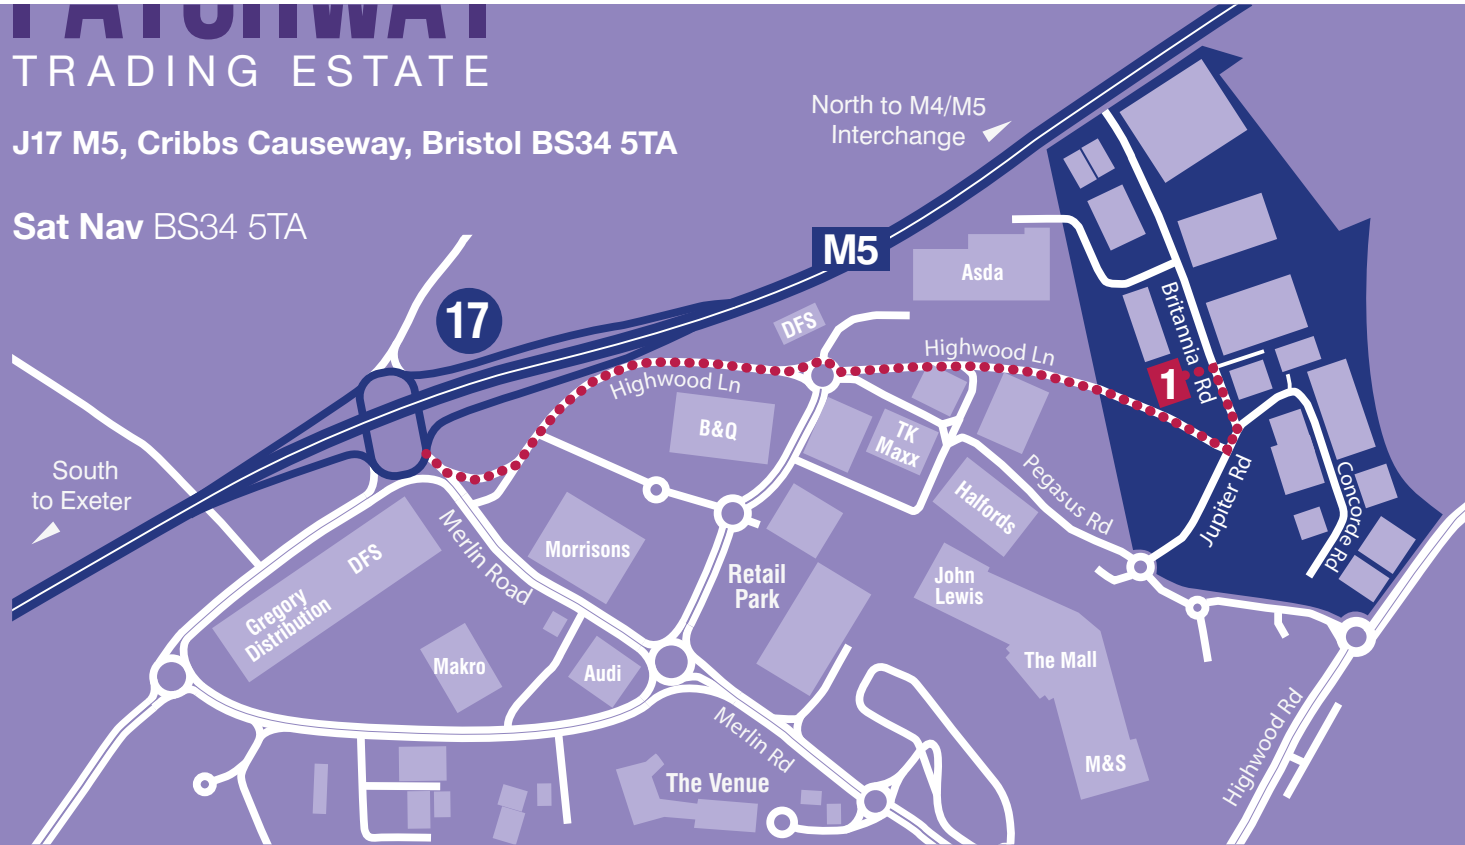 PATCHWAY
TRADING ESTATE
J17 M5, Cribbs Causeway, Bristol BS34 5TA
Sat Nav BS34 5TA
North to M4/M5
Interchange
M5
17
Asda
DFS
Highwood Ln
Highwood Ln
Britannia Rd
1
B&Q
TK
Maxx
South
to Exeter
Halfords
Pegasus Rd
Jupiter Rd
Concorde Rd
DFS
Gregory
Distribution
Merlin Road
Morrisons
Retail
Park
John
Lewis
Makro
Audi
The Mall
Merlin Rd
Highwood Rd
M&S
The Venue